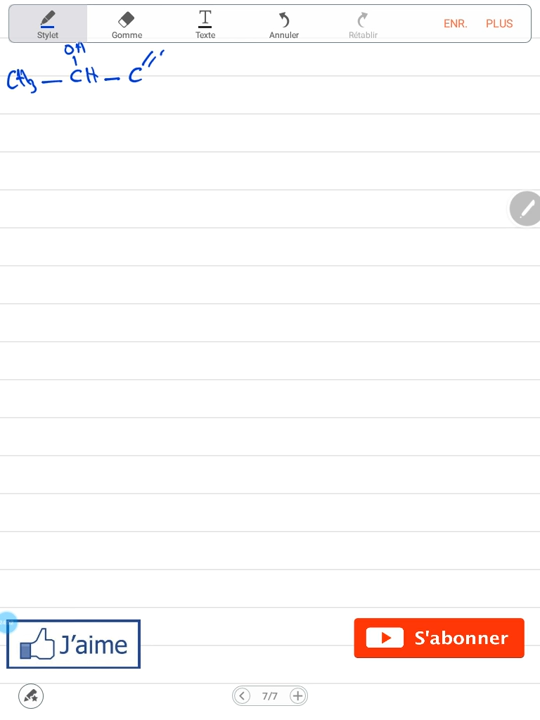 Stylet Gomme Texte Annuler Rétablir ENR. PLUS
OH
CH₃ — CH — C
J'aime
S'abonner
7/7